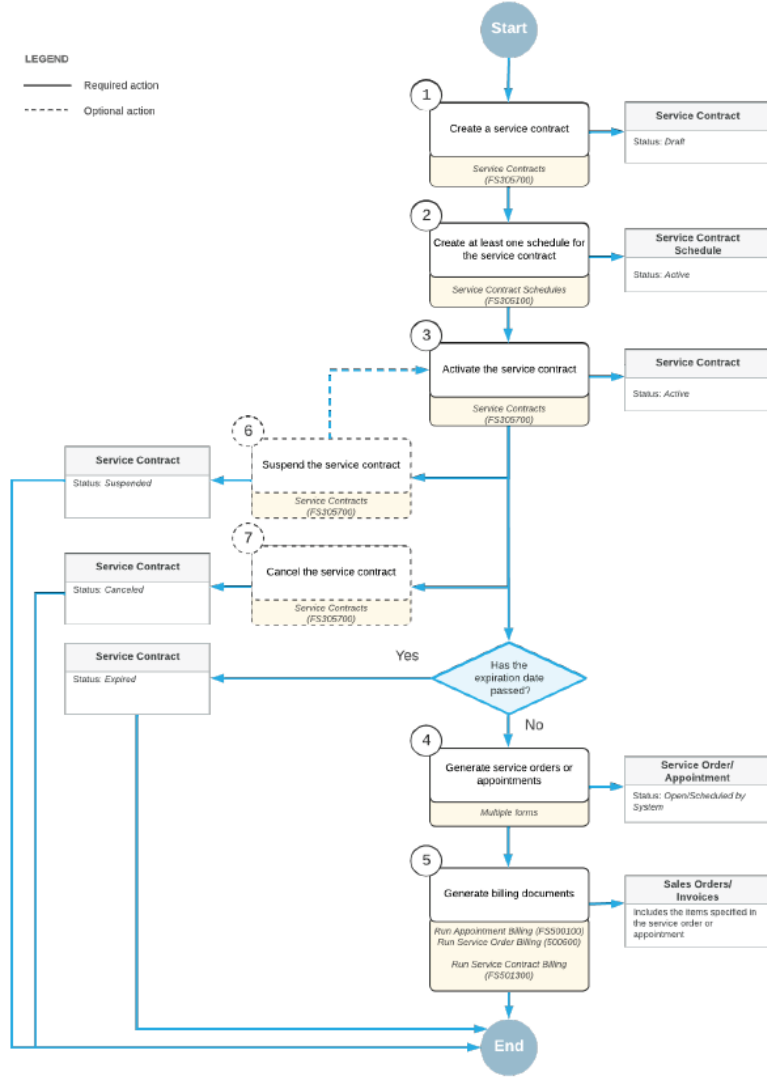 Start
LEGEND
Required action
Optional action
1
Create a service contract
Service Contracts
(FS305700)
Service Contract
Status: Draft
2
Create at least one schedule for
the service contract
Service Contract Schedules
(FS305100)
Service Contract
Schedule
Status: Active
3
Activate the service contract
Service Contracts
(FS305700)
Service Contract
Status: Active
6
Suspend the service contract
Service Contracts
(FS305700)
Service Contract
Status: Suspended
7
Cancel the service contract
Service Contracts
(FS305700)
Service Contract
Status: Canceled
Service Contract
Status: Expired
Yes
Has the
expiration date
passed?
No
4
Generate service orders or
appointments
Multiple forms
Service Order/
Appointment
Status: Open/Scheduled by
System
5
Generate billing documents
Run Appointment Billing (FS500100)
Run Service Order Billing (500600)
Run Service Contract Billing
(FS501300)
Sales Orders/
Invoices
Includes the items specified in
the service order or
appointment
End